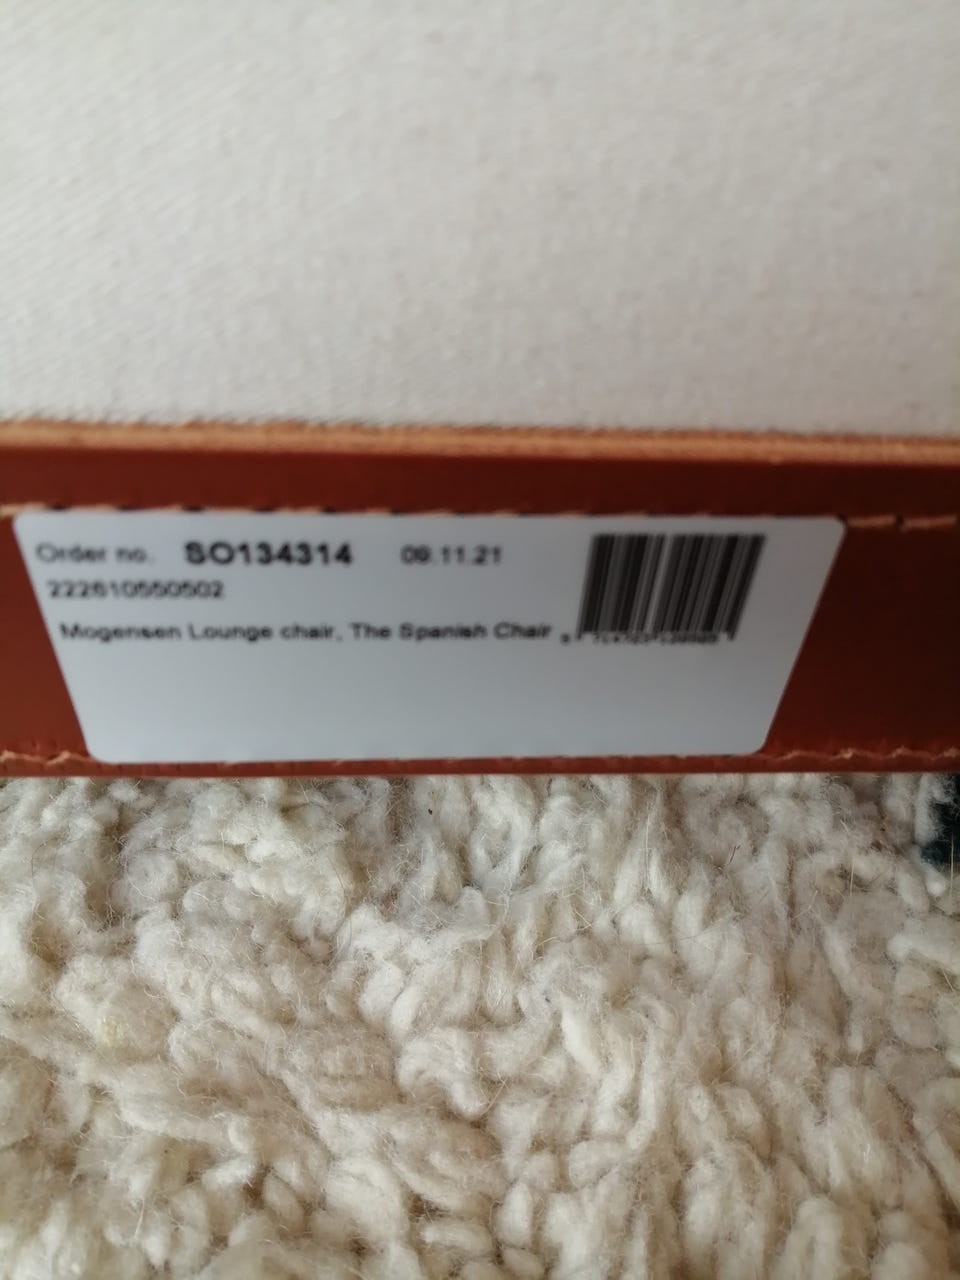 Order no. SO134314 09.11.21
222610550502
Mogensen Lounge chair, The Spanish Chair